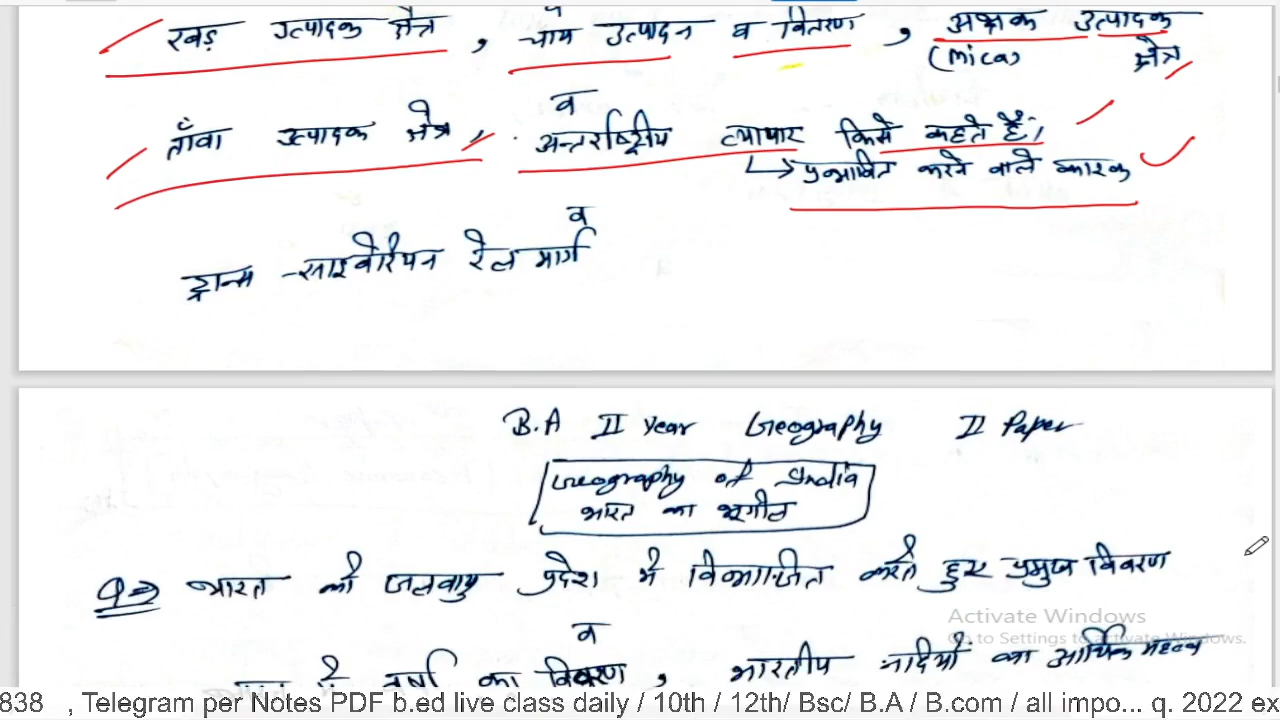 रबड़ उत्पादक क्षेत्र , चाय उत्पादन व वितरण , अभ्रक उत्पादक
(mica) क्षेत्र
ताँबा उत्पादक क्षेत्र , व अन्तर्राष्ट्रीय व्यापार किसे कहते है।
↳ प्रभावित करने वाले कारक
व
ट्रान्स - साइबेरियन रेल मार्ग
B.A II Year Geography II Paper
Geography of India
भारत का भूगोल
Q⇒ भारत को जलवायु प्रदेश में विभाजित करते हुए प्रमुख विवरण
Activate Windows
Go to Settings to activate Windows.
व
वर्षा का विवरण , भारतीय नदियों का आर्थिक महत्व
838 , Telegram per Notes PDF b.ed live class daily / 10th / 12th/ Bsc/ B.A / B.com / all impo... q. 2022 ex